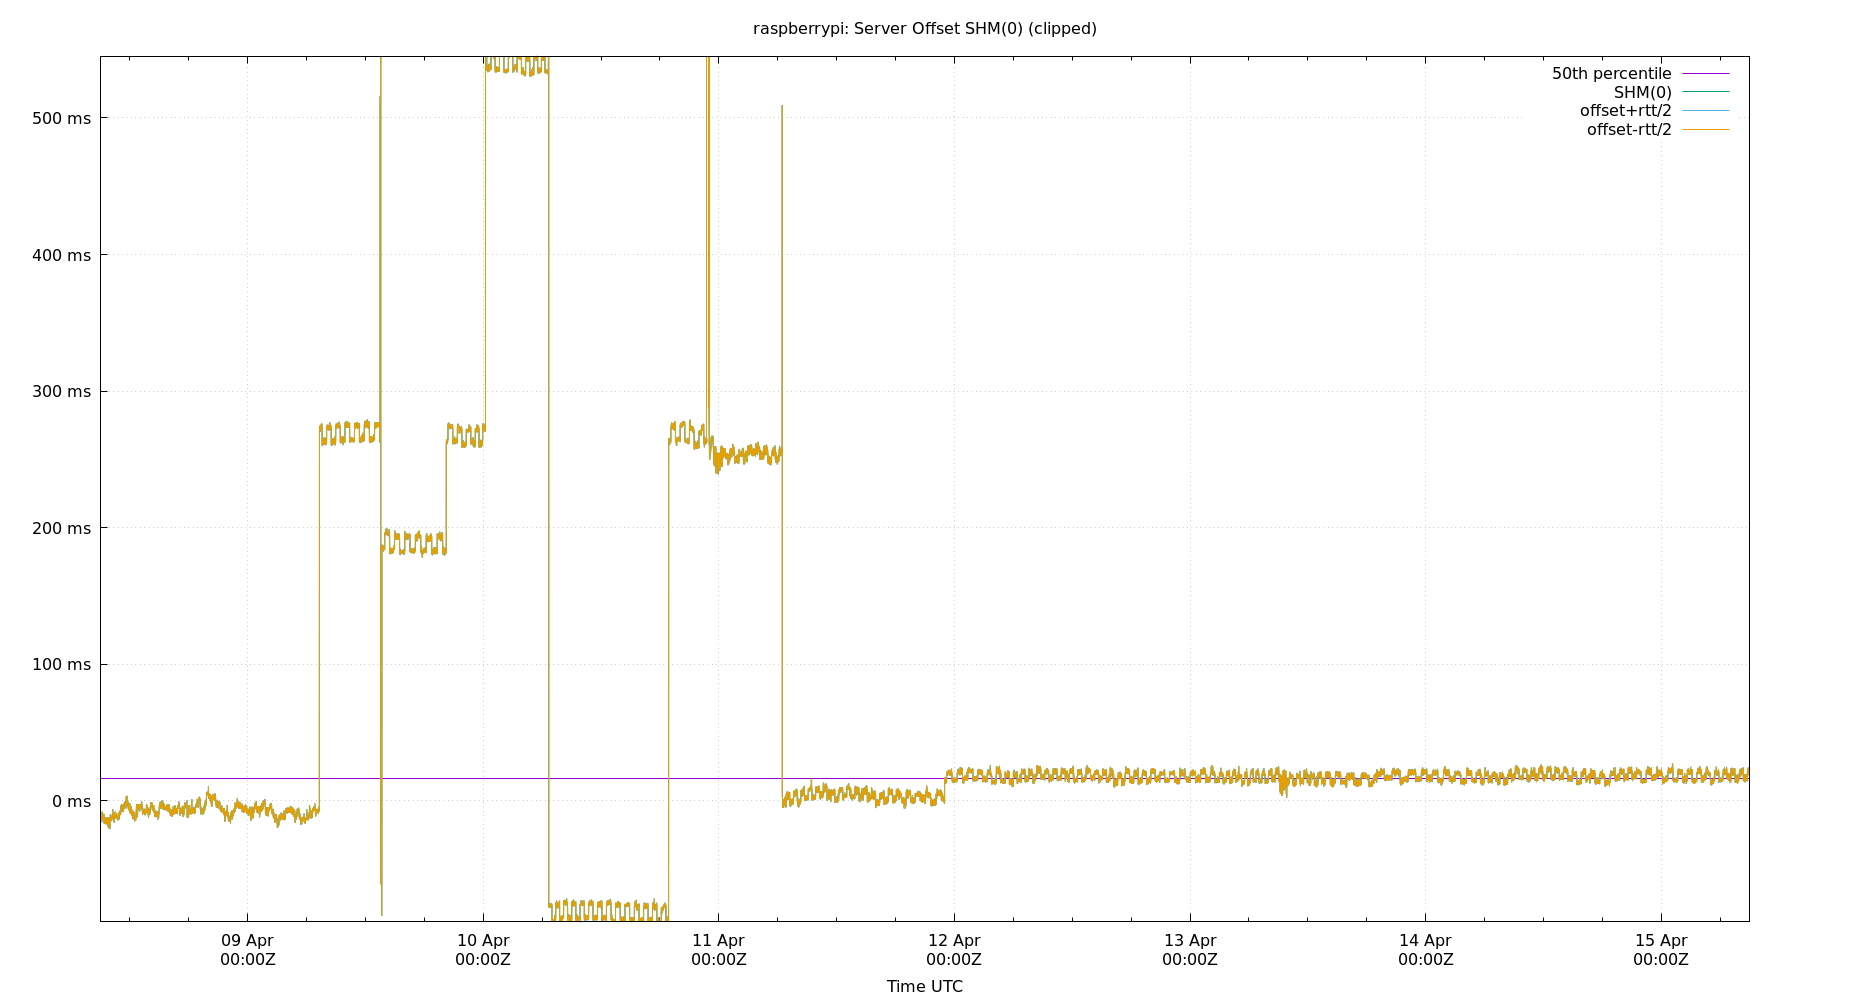 raspberrypi: Server Offset SHM(0) (clipped)
50th percentile
SHM(0)
offset+rtt/2
offset-rtt/2
500 ms
400 ms
300 ms
200 ms
100 ms
0 ms
09 Apr 10 Apr 11 Apr 12 Apr 13 Apr 14 Apr 15 Apr
00:00Z 00:00Z 00:00Z 00:00Z 00:00Z 00:00Z 00:00Z
Time UTC